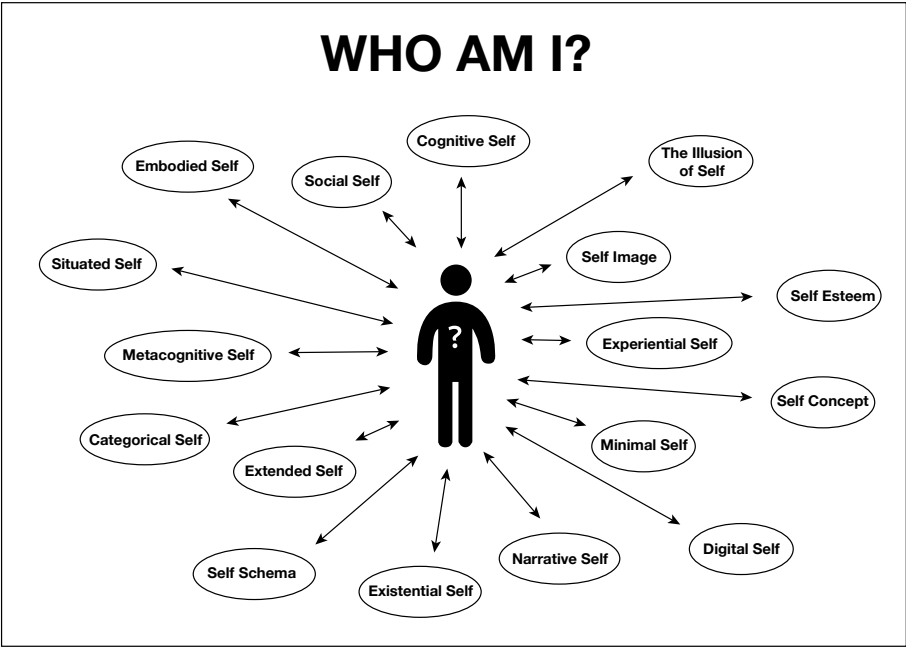 WHO AM I?
Cognitive Self
The Illusion
of Self
Embodied Self
Social Self
Situated Self
Self Image
Self Esteem
?
Metacognitive Self
Experiential Self
Self Concept
Categorical Self
Minimal Self
Extended Self
Digital Self
Self Schema
Narrative Self
Existential Self